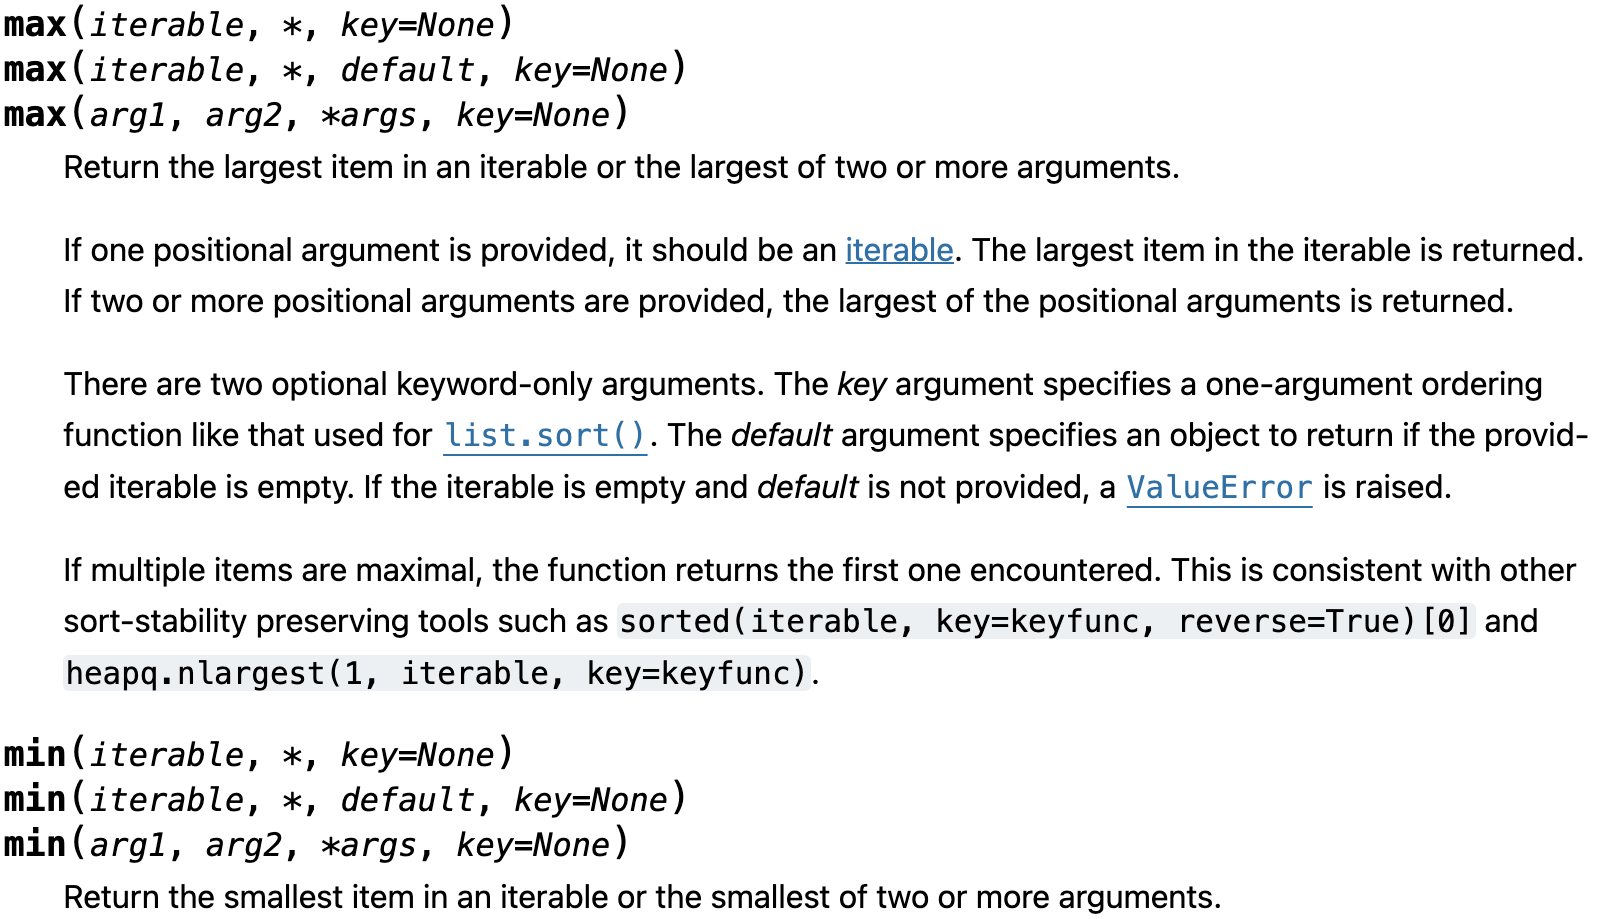 max(iterable, *, key=None)
max(iterable, *, default, key=None)
max(arg1, arg2, *args, key=None)
Return the largest item in an iterable or the largest of two or more arguments.
If one positional argument is provided, it should be an iterable. The largest item in the iterable is returned.
If two or more positional arguments are provided, the largest of the positional arguments is returned.
There are two optional keyword-only arguments. The key argument specifies a one-argument ordering
function like that used for list.sort(). The default argument specifies an object to return if the provid-
ed iterable is empty. If the iterable is empty and default is not provided, a ValueError is raised.
If multiple items are maximal, the function returns the first one encountered. This is consistent with other
sort-stability preserving tools such as sorted(iterable, key=keyfunc, reverse=True)[0] and
heapq.nlargest(1, iterable, key=keyfunc).
min(iterable, *, key=None)
min(iterable, *, default, key=None)
min(arg1, arg2, *args, key=None)
Return the smallest item in an iterable or the smallest of two or more arguments.